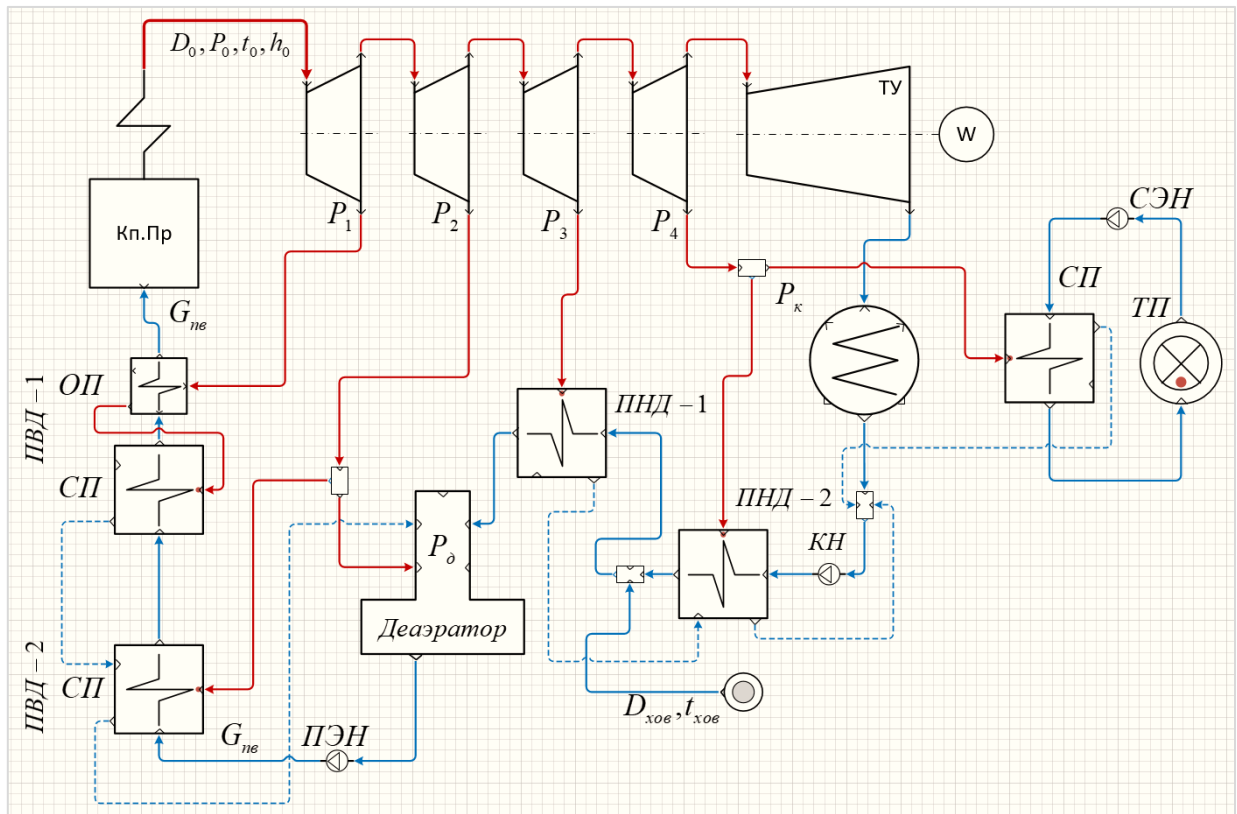 D₀, P₀, t₀, h₀
ТУ
W
P₁
P₂
P₃
P₄
СЭН
Кп.Пр
СП
ТП
Pₖ
Gпв
ПВД – 1
ОП
ПНД – 1
СП
ПНД – 2
КН
Pд
Деаэратор
ПВД – 2
СП
Dхов, tхов
Gпв
ПЭН